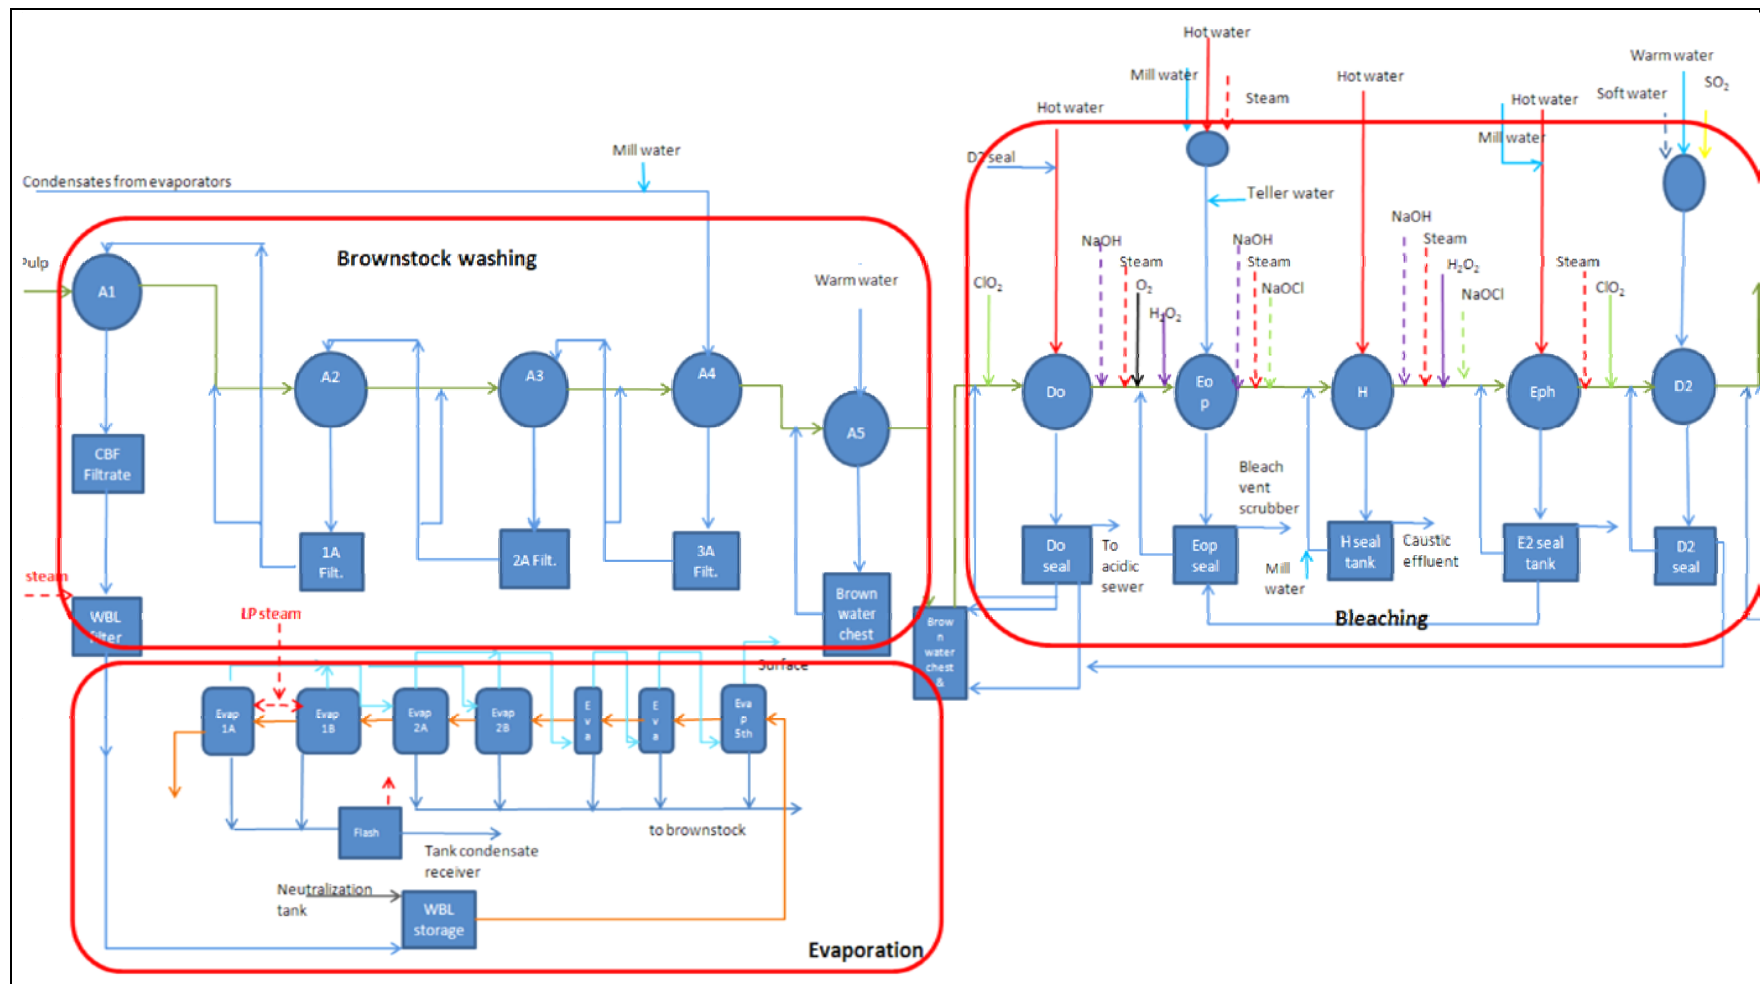 Hot water
Mill water
Steam
Hot water
Warm water
Soft water
SO2
Hot water
Hot water
Mill water
D2 seal
Mill water
Condensates from evaporators
Teller water
Brownstock washing
Pulp
Warm water
NaOH
Steam
O2
H2O2
ClO2
NaOH
Steam
NaOCl
NaOH
Steam
H2O2
NaOCl
Steam
ClO2
A1
A2
A3
A4
A5
Do
Eo
p
H
Eph
D2
CBF
Filtrate
1A
Filt.
2A Filt.
3A
Filt.
Brown
water
chest
steam
WBL
filter
LP steam
Do
seal
To
acidic
sewer
Eop
seal
Bleach
vent
scrubber
Mill
water
H seal
tank
Caustic
effluent
E2 seal
tank
D2
seal
Brow
n
water
chest
&
Bleaching
Surface
Evap
1A
Evap
1B
Evap
2A
Evap
2B
E
v
a
E
v
a
Eva
p
5th
Flash
to brownstock
Tank condensate
receiver
Neutralization
tank
WBL
storage
Evaporation